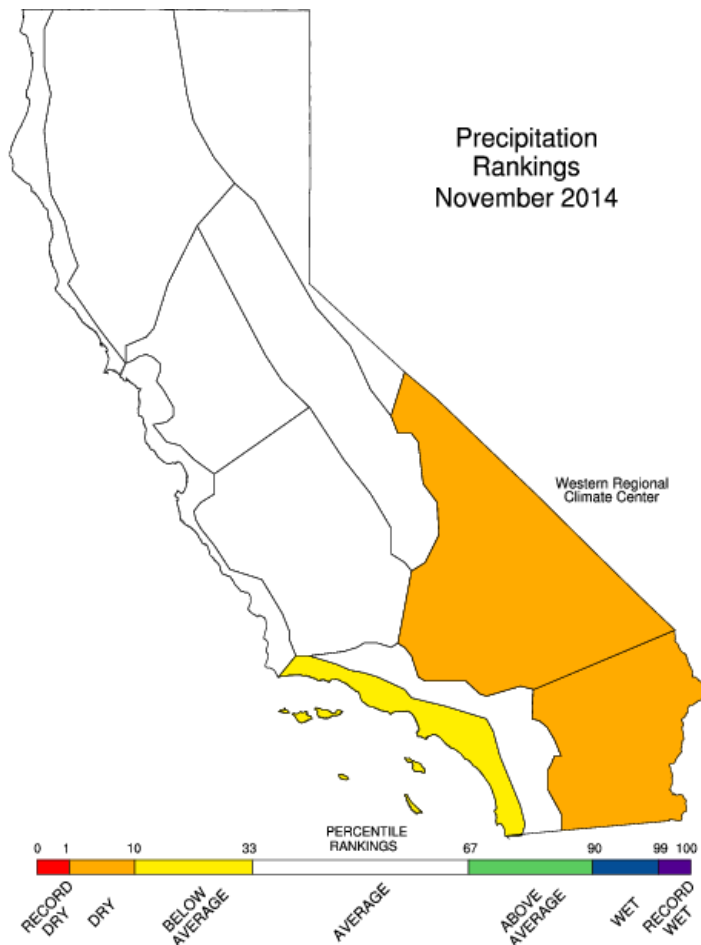 Precipitation
Rankings
November 2014
Western Regional
Climate Center
PERCENTILE
RANKINGS
0 1 10 33 67 90 99 100
RECORD
DRY
DRY
BELOW
AVERAGE
AVERAGE
ABOVE
AVERAGE
WET
RECORD
WET